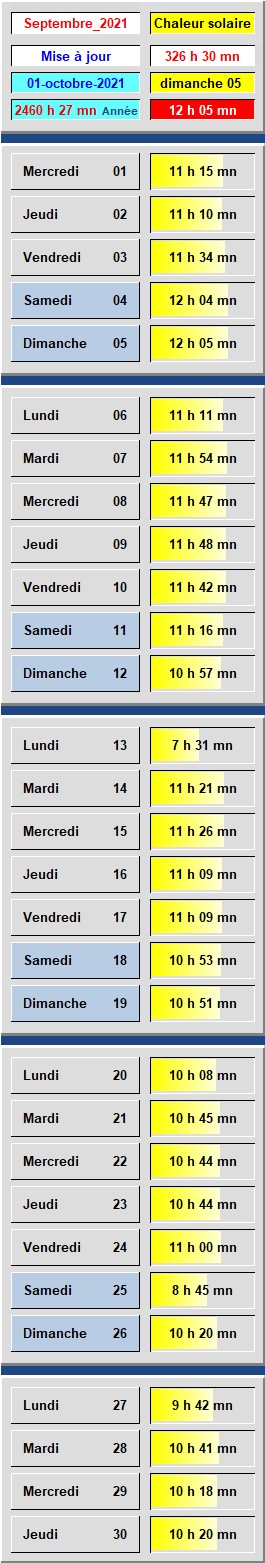 Septembre_2021 Chaleur solaire
Mise à jour 326 h 30 mn
01-octobre-2021 dimanche 05
2460 h 27 mn Année 12 h 05 mn
Mercredi 01 11 h 15 mn
Jeudi 02 11 h 10 mn
Vendredi 03 11 h 34 mn
Samedi 04 12 h 04 mn
Dimanche 05 12 h 05 mn
Lundi 06 11 h 11 mn
Mardi 07 11 h 54 mn
Mercredi 08 11 h 47 mn
Jeudi 09 11 h 48 mn
Vendredi 10 11 h 42 mn
Samedi 11 11 h 16 mn
Dimanche 12 10 h 57 mn
Lundi 13 7 h 31 mn
Mardi 14 11 h 21 mn
Mercredi 15 11 h 26 mn
Jeudi 16 11 h 09 mn
Vendredi 17 11 h 09 mn
Samedi 18 10 h 53 mn
Dimanche 19 10 h 51 mn
Lundi 20 10 h 08 mn
Mardi 21 10 h 45 mn
Mercredi 22 10 h 44 mn
Jeudi 23 10 h 44 mn
Vendredi 24 11 h 00 mn
Samedi 25 8 h 45 mn
Dimanche 26 10 h 20 mn
Lundi 27 9 h 42 mn
Mardi 28 10 h 41 mn
Mercredi 29 10 h 18 mn
Jeudi 30 10 h 20 mn